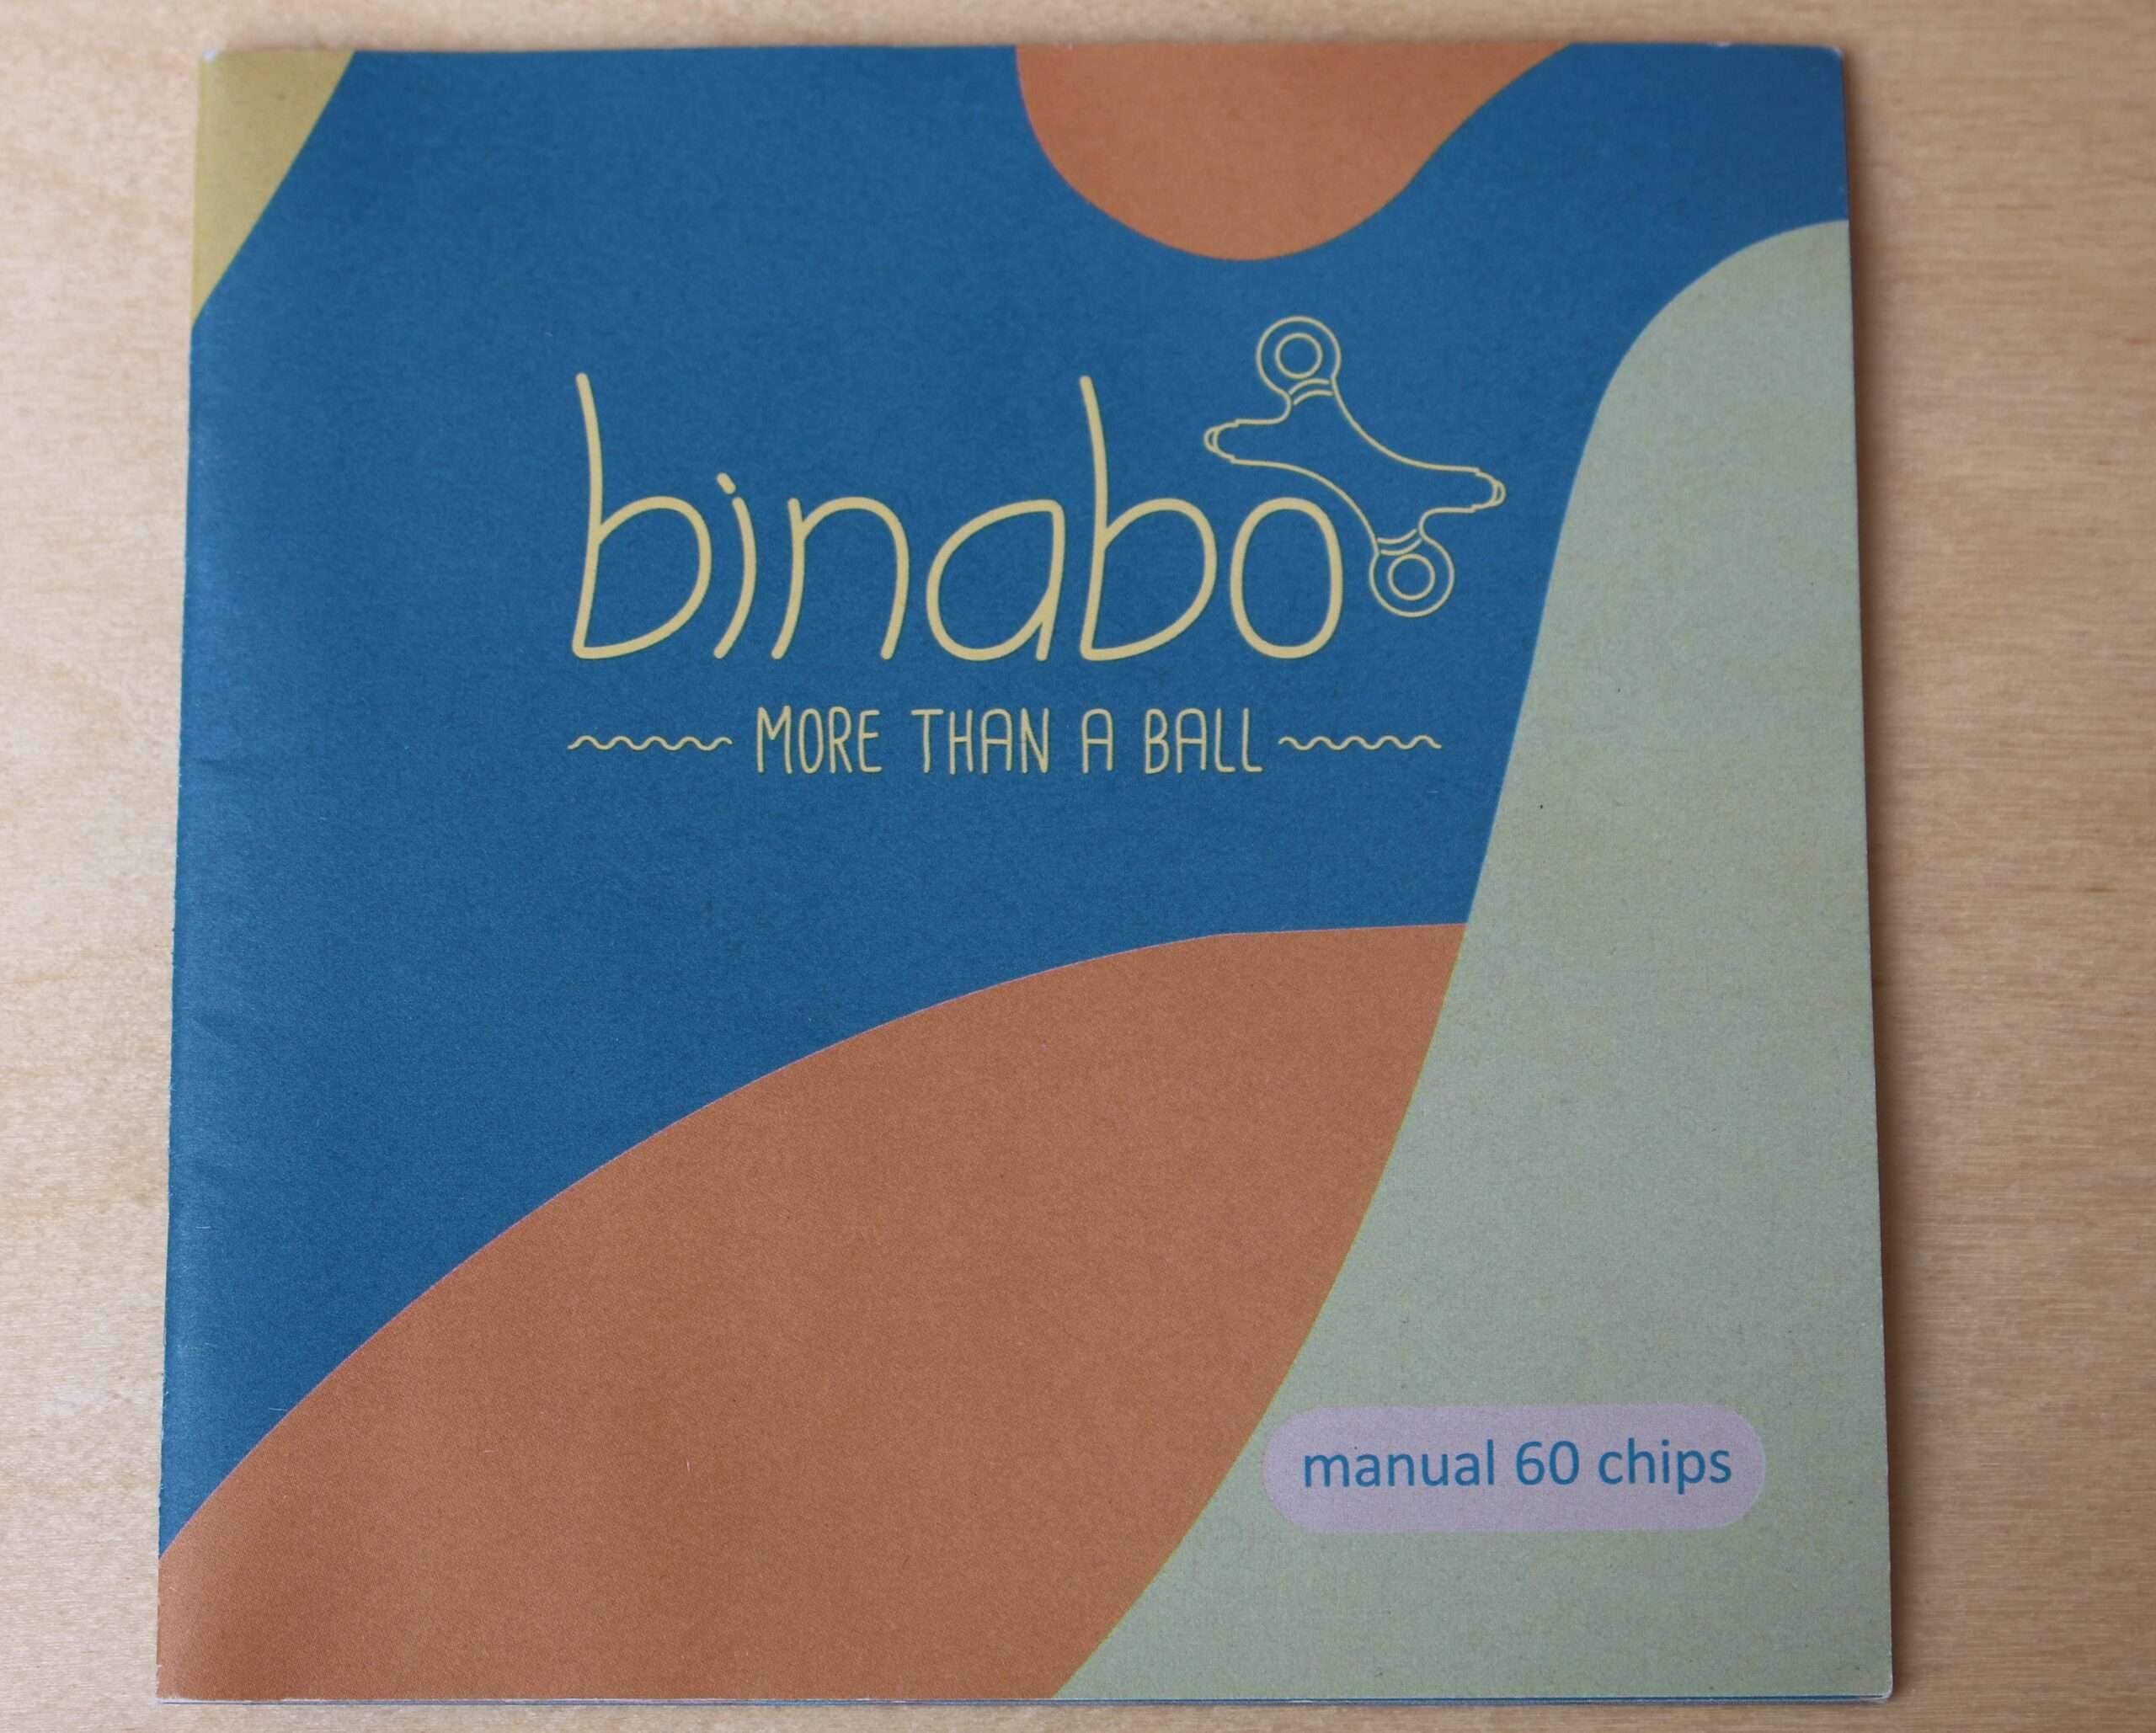 binabo
MORE THAN A BALL
manual 60 chips